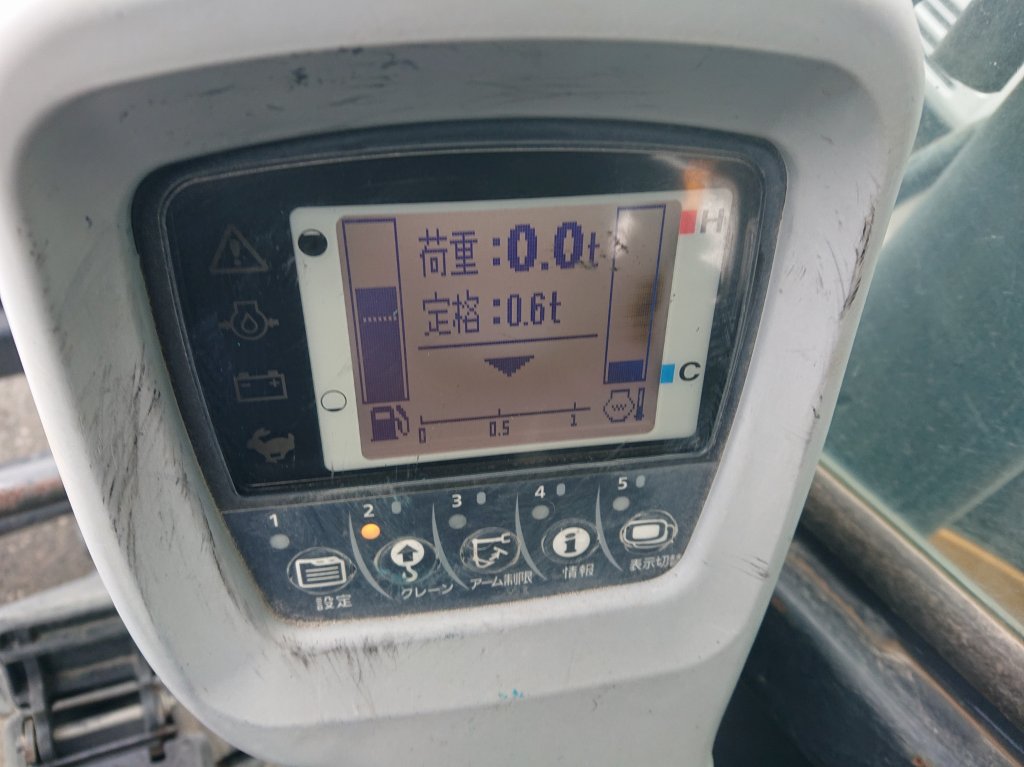 荷重:0.0t
定格:0.6t
H
C
0 0.5 1
1 2 3 4 5
設定 クレーン アーム制限 情報 表示切替